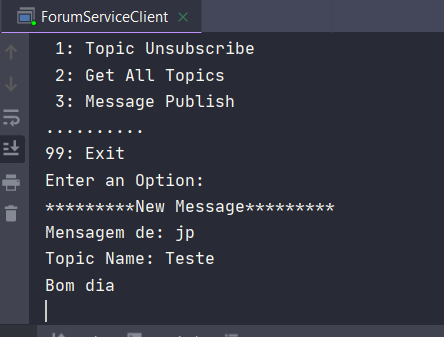 ForumServiceClient
1: Topic Unsubscribe
2: Get All Topics
3: Message Publish
..........
99: Exit
Enter an Option:
*********New Message*********
Mensagem de: jp
Topic Name: Teste
Bom dia